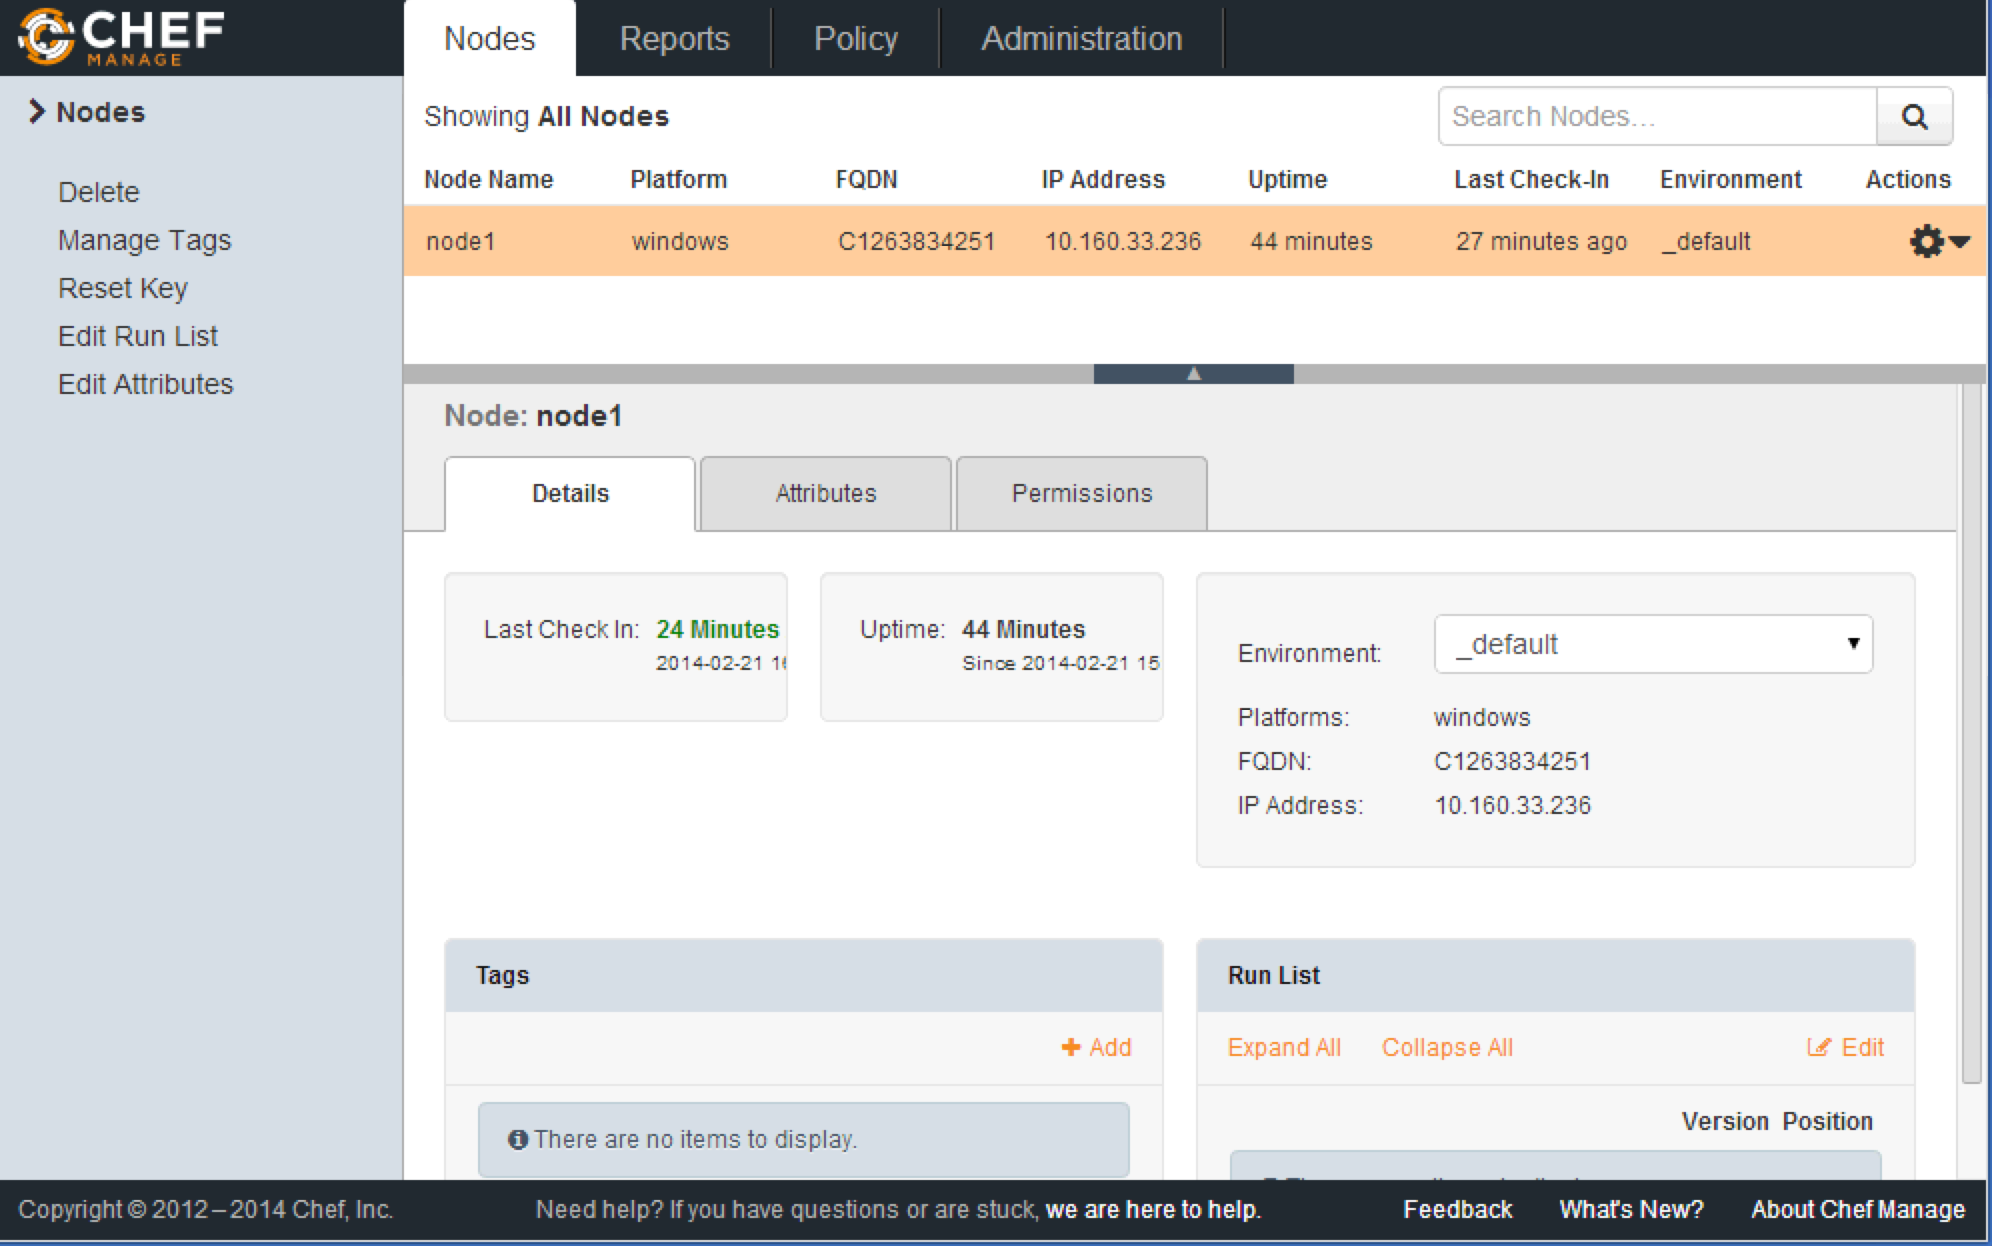 CHEF
MANAGE
Nodes Reports Policy Administration
Nodes
Delete
Manage Tags
Reset Key
Edit Run List
Edit Attributes
Showing All Nodes
Search Nodes...
Node Name Platform FQDN IP Address Uptime Last Check-In Environment Actions
node1 windows C1263834251 10.160.33.236 44 minutes 27 minutes ago _default
Node: node1
Details Attributes Permissions
Last Check In: 24 Minutes
2014-02-21
Uptime: 44 Minutes
Since 2014-02-21 15
Environment: _default
Platforms: windows
FQDN: C1263834251
IP Address: 10.160.33.236
Tags
Add
There are no items to display.
Run List
Expand All Collapse All Edit
Version Position
Copyright © 2012–2014 Chef, Inc. Need help? If you have questions or are stuck, we are here to help. Feedback What's New? About Chef Manage